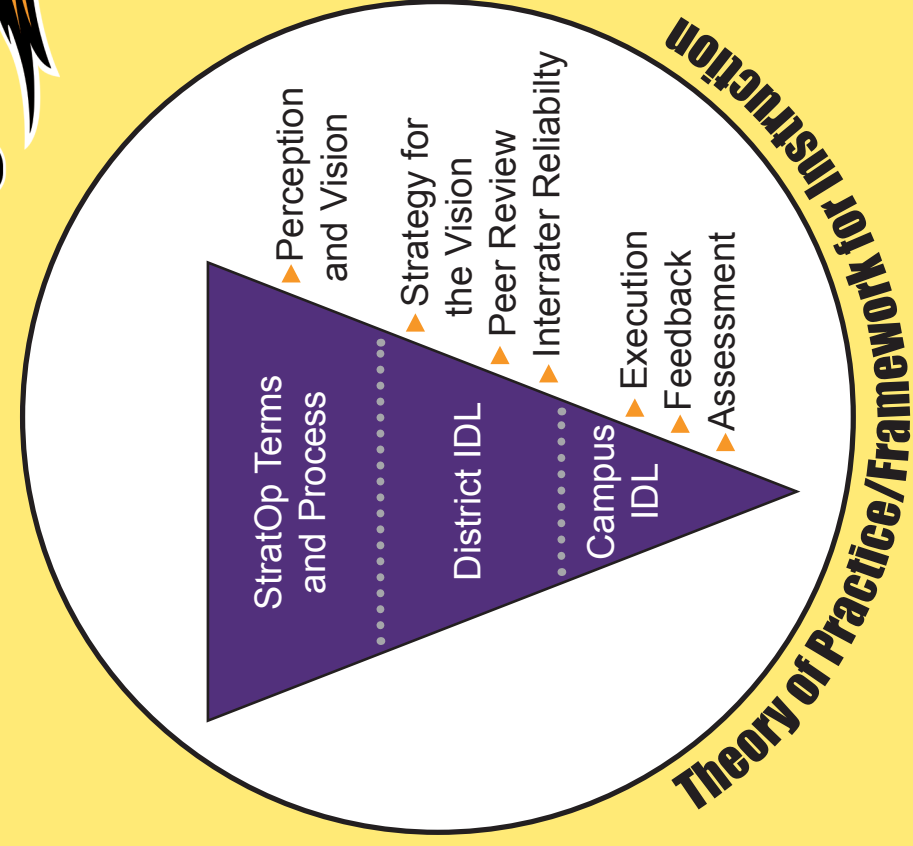 StratOp Terms
and Process
District IDL
Campus
IDL
Perception
and Vision
Strategy for
the Vision
Peer Review
Interrater Reliabilty
Execution
Feedback
Assessment
Theory of Practice/Framework for Instruction